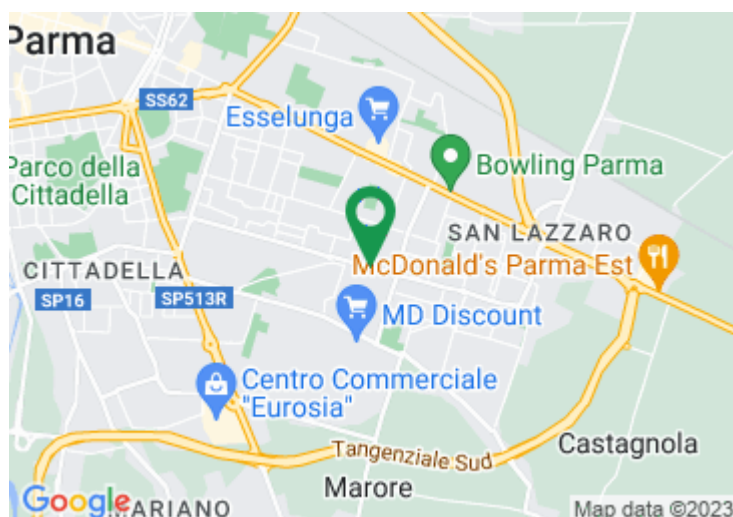 Parma
SS62
Esselunga
Bowling Parma
Parco della
Cittadella
SAN LAZZARO
McDonald's Parma Est
CITTADELLA
SP16
SP513R
MD Discount
Centro Commerciale
"Eurosia"
Tangenziale Sud
Castagnola
Marore
Google
MARIANO
Map data ©2023